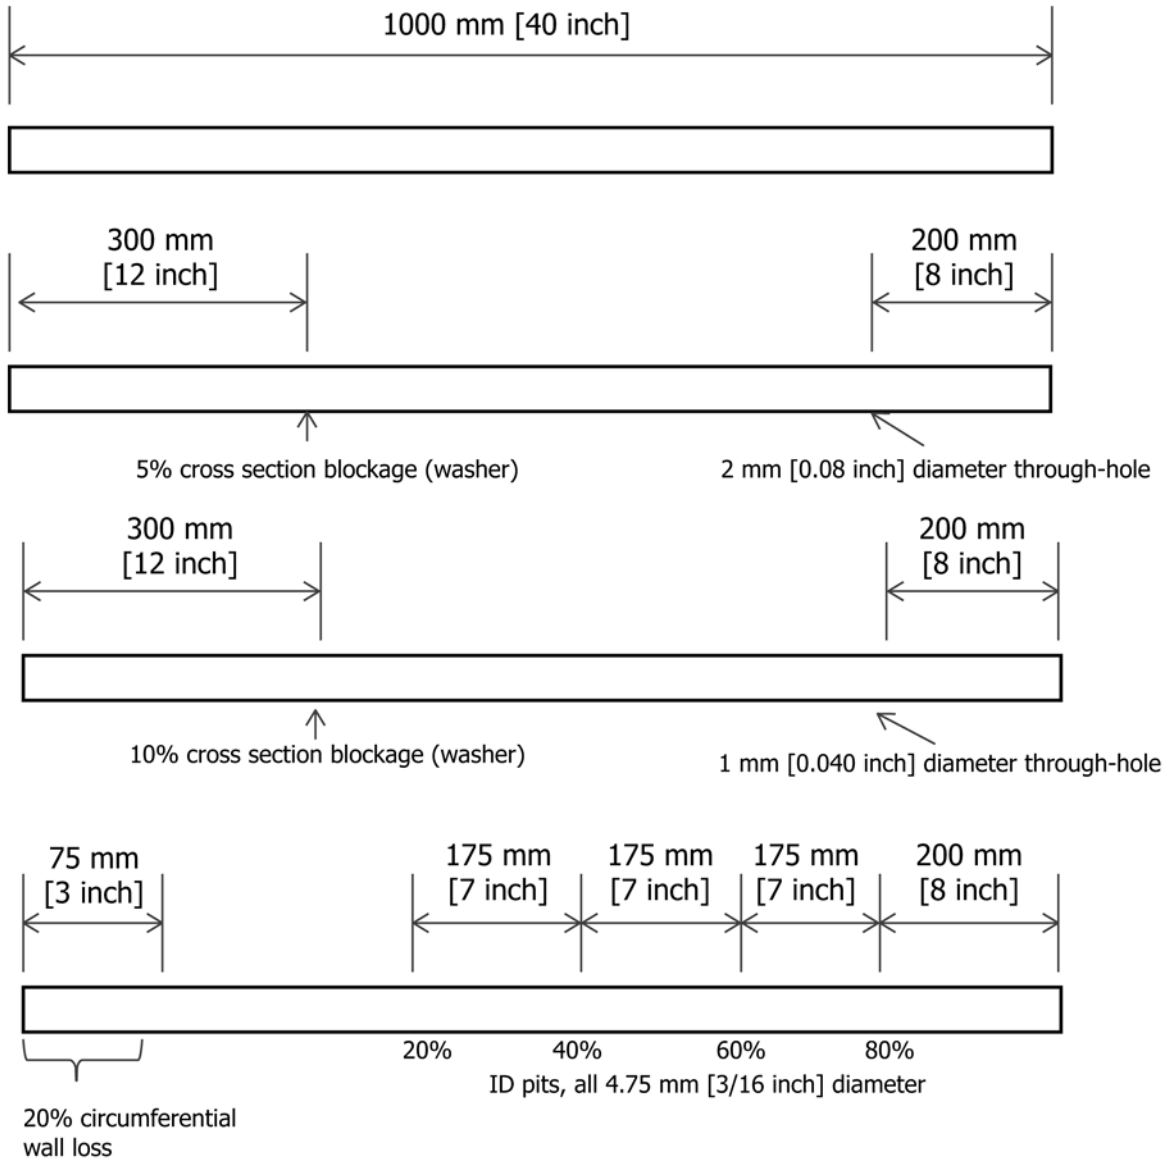 1000 mm [40 inch]
300 mm
[12 inch]
200 mm
[8 inch]
5% cross section blockage (washer)
2 mm [0.08 inch] diameter through-hole
300 mm
[12 inch]
200 mm
[8 inch]
10% cross section blockage (washer)
1 mm [0.040 inch] diameter through-hole
75 mm
[3 inch]
175 mm
[7 inch]
175 mm
[7 inch]
175 mm
[7 inch]
200 mm
[8 inch]
20%
40%
60%
80%
ID pits, all 4.75 mm [3/16 inch] diameter
20% circumferential
wall loss